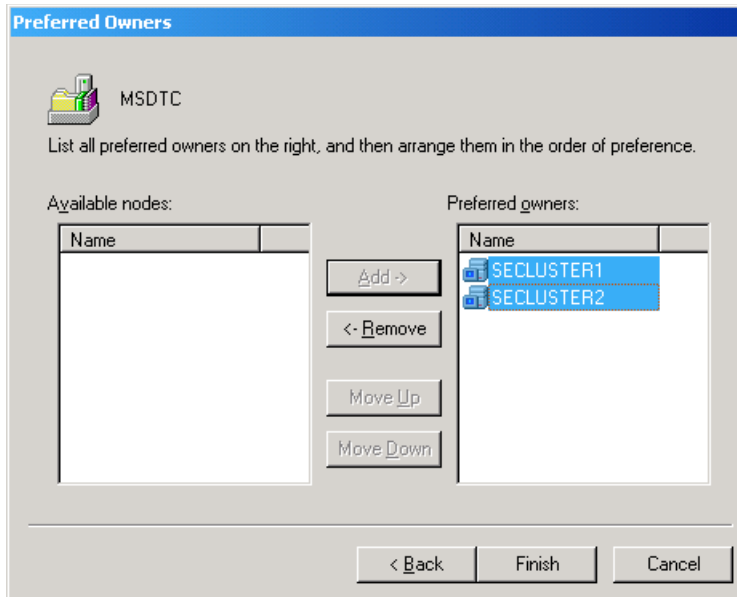 Preferred Owners
MSDTC
List all preferred owners on the right, and then arrange them in the order of preference.
Available nodes:
Preferred owners:
Name
Name
Add ->
SECLUSTER1
SECLUSTER2
<- Remove
Move Up
Move Down
< Back
Finish
Cancel